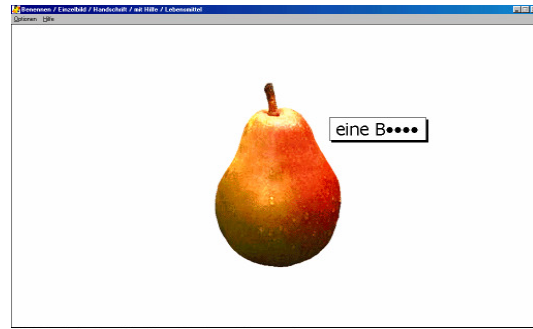 Benennen / Einzelbild / Handschrift / mit Hilfe / Lebensmittel
Optionen Hilfe
eine B●●●●